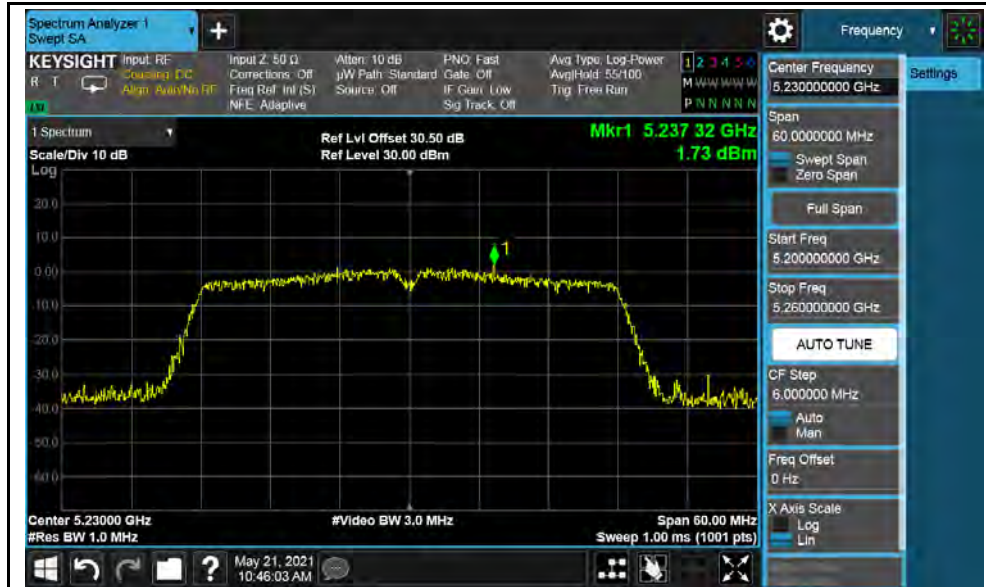 Spectrum Analyzer 1
Swept SA
Frequency
KEYSIGHT
R T
Input: RF
Coupling: DC
Align: Auto/No RF
Input Z: 50 Ω
Corrections: Off
Freq Ref: Int (S)
NFE: Adaptive
Atten: 10 dB
µW Path: Standard
Source: Off
PNO: Fast
Gate: Off
IF Gain: Low
Sig Track: Off
Avg Type: Log-Power
Avg|Hold: 55/100
Trig: Free Run
1 2 3 4 5 6
M W W W W W
P N N N N N
1 Spectrum
Scale/Div 10 dB
Log
Ref Lvl Offset 30.50 dB
Ref Level 30.00 dBm
Mkr1 5.237 32 GHz
1.73 dBm
20.0
10.0
0.00
-10.0
-20.0
-30.0
-40.0
-50.0
-60.0
1
Center 5.23000 GHz
#Res BW 1.0 MHz
#Video BW 3.0 MHz
Span 60.00 MHz
Sweep 1.00 ms (1001 pts)
Center Frequency
5.230000000 GHz
Span
60.0000000 MHz
Swept Span
Zero Span
Full Span
Start Freq
5.200000000 GHz
Stop Freq
5.260000000 GHz
AUTO TUNE
CF Step
6.000000 MHz
Auto
Man
Freq Offset
0 Hz
X Axis Scale
Log
Lin
Settings
?
May 21, 2021
10:46:03 AM